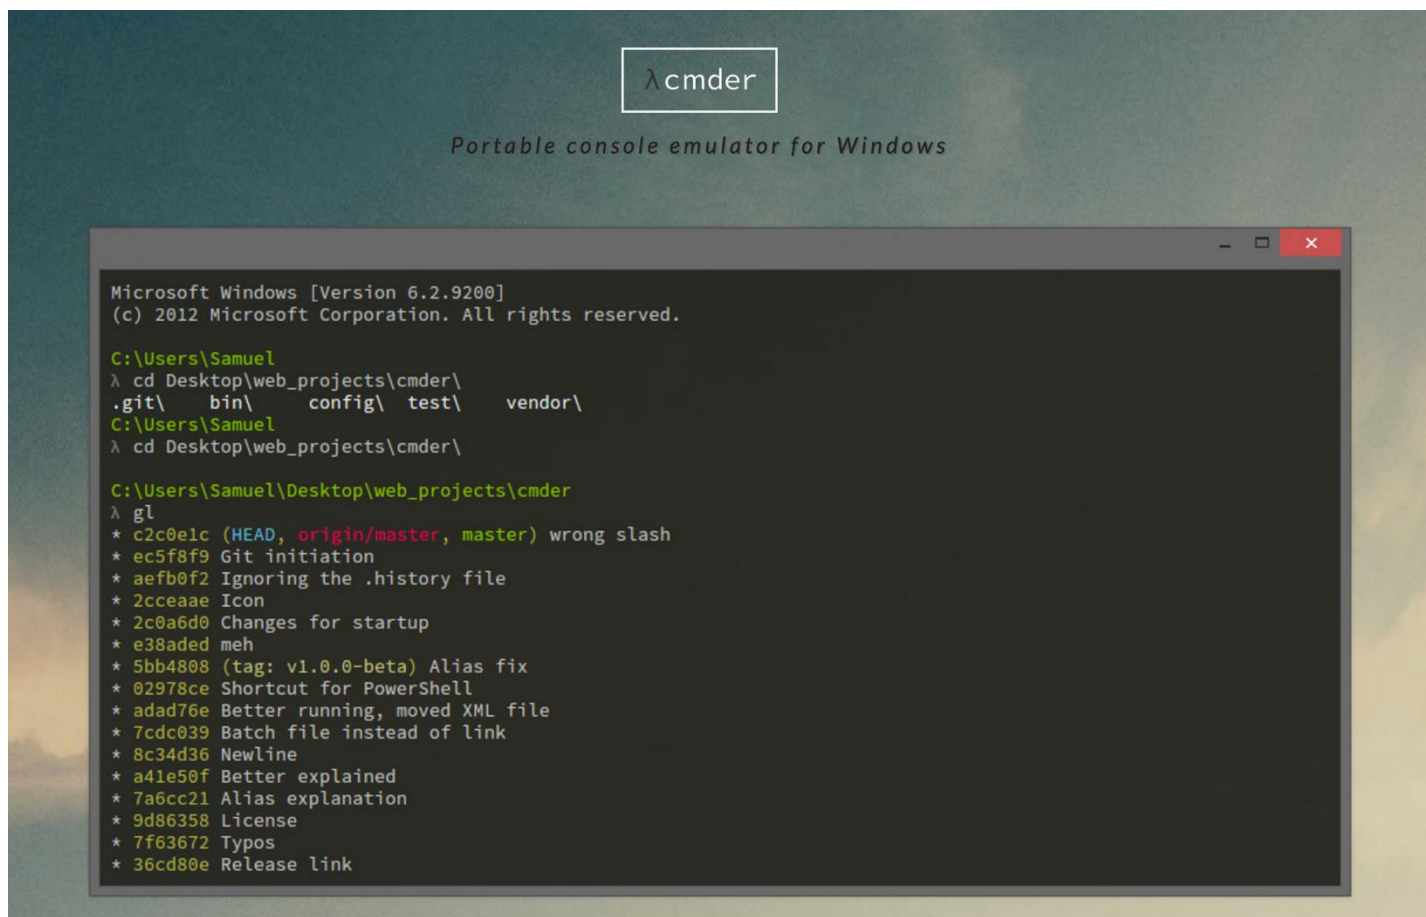 λ cmder
Portable console emulator for Windows
Microsoft Windows [Version 6.2.9200]
(c) 2012 Microsoft Corporation. All rights reserved.
C:\Users\Samuel
λ cd Desktop\web_projects\cmder\
.git\    bin\     config\  test\    vendor\
C:\Users\Samuel
λ cd Desktop\web_projects\cmder\
C:\Users\Samuel\Desktop\web_projects\cmder
λ gl
* c2c0e1c (HEAD, origin/master, master) wrong slash
* ec5f8f9 Git initiation
* aefb0f2 Ignoring the .history file
* 2cceaae Icon
* 2c0a6d0 Changes for startup
* e38aded meh
* 5bb4808 (tag: v1.0.0-beta) Alias fix
* 02978ce Shortcut for PowerShell
* adad76e Better running, moved XML file
* 7cdc039 Batch file instead of link
* 8c34d36 Newline
* a41e50f Better explained
* 7a6cc21 Alias explanation
* 9d86358 License
* 7f63672 Typos
* 36cd80e Release link